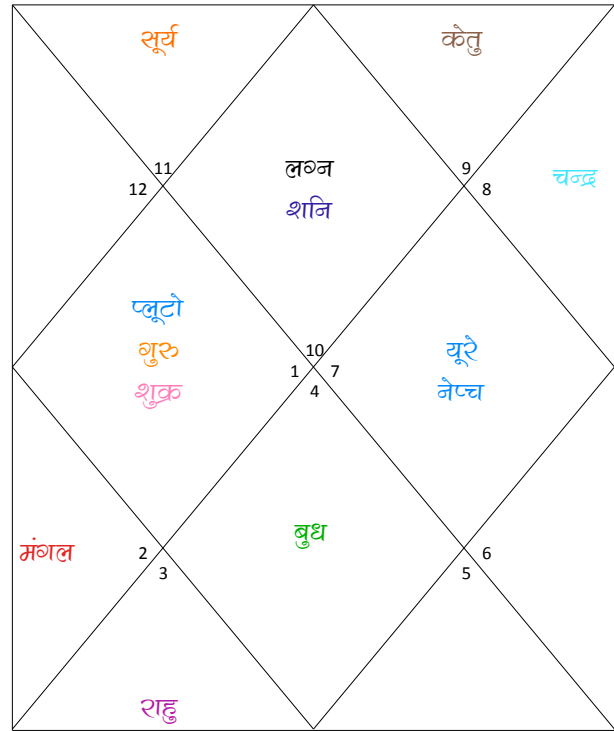 सूर्य
केतु
11
9
12
लग्न
8
चन्द्र
शनि
प्लूटो
गुरु
शुक्र
10
1
7
4
यूरे
नेप्च
बुध
मंगल
2
3
6
5
राहु